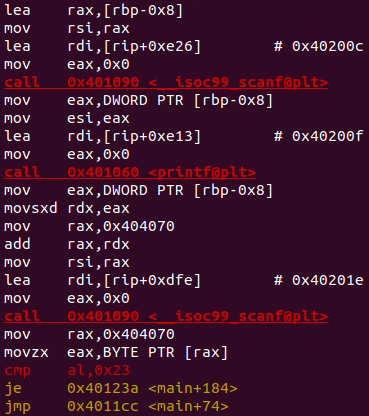 lea    rax,[rbp-0x8]
mov    rsi,rax
lea    rdi,[rip+0xe26]        # 0x40200c
mov    eax,0x0
call   0x401090 <__isoc99_scanf@plt>
mov    eax,DWORD PTR [rbp-0x8]
mov    esi,eax
lea    rdi,[rip+0xe13]        # 0x40200f
mov    eax,0x0
call   0x401060 <printf@plt>
mov    eax,DWORD PTR [rbp-0x8]
movsxd rdx,eax
mov    rax,0x404070
add    rax,rdx
mov    rsi,rax
lea    rdi,[rip+0xdfe]        # 0x40201e
mov    eax,0x0
call   0x401090 <__isoc99_scanf@plt>
mov    rax,0x404070
movzx  eax,BYTE PTR [rax]
cmp    al,0x23
je     0x40123a <main+184>
jmp    0x4011cc <main+74>